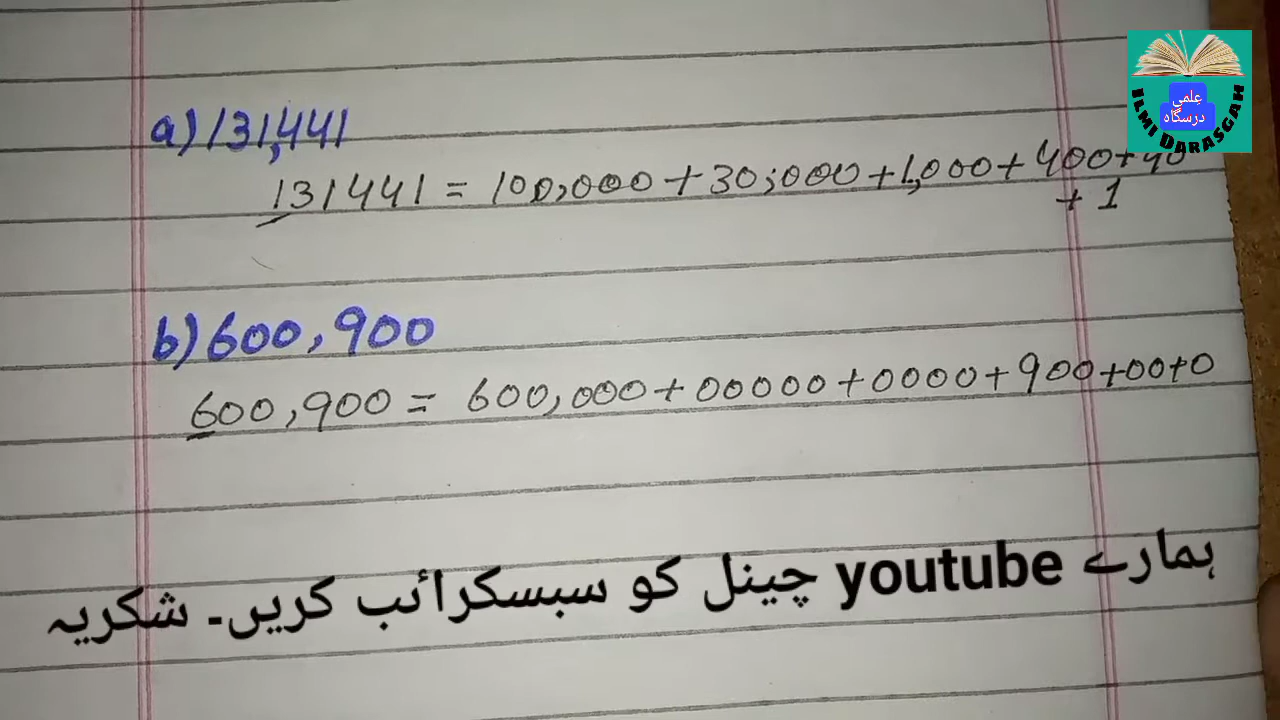 علمی
درسگاہ
ILMI DARASGAH
a) 131,441
131441 = 100,000 + 30,000 + 1,000 + 400 + 40
+ 1
b) 600,900
600,900 = 600,000 + 00000 + 0000 + 900 + 00 + 0
ہمارے youtube چینل کو سبسکرائب کریں۔ شکریہ